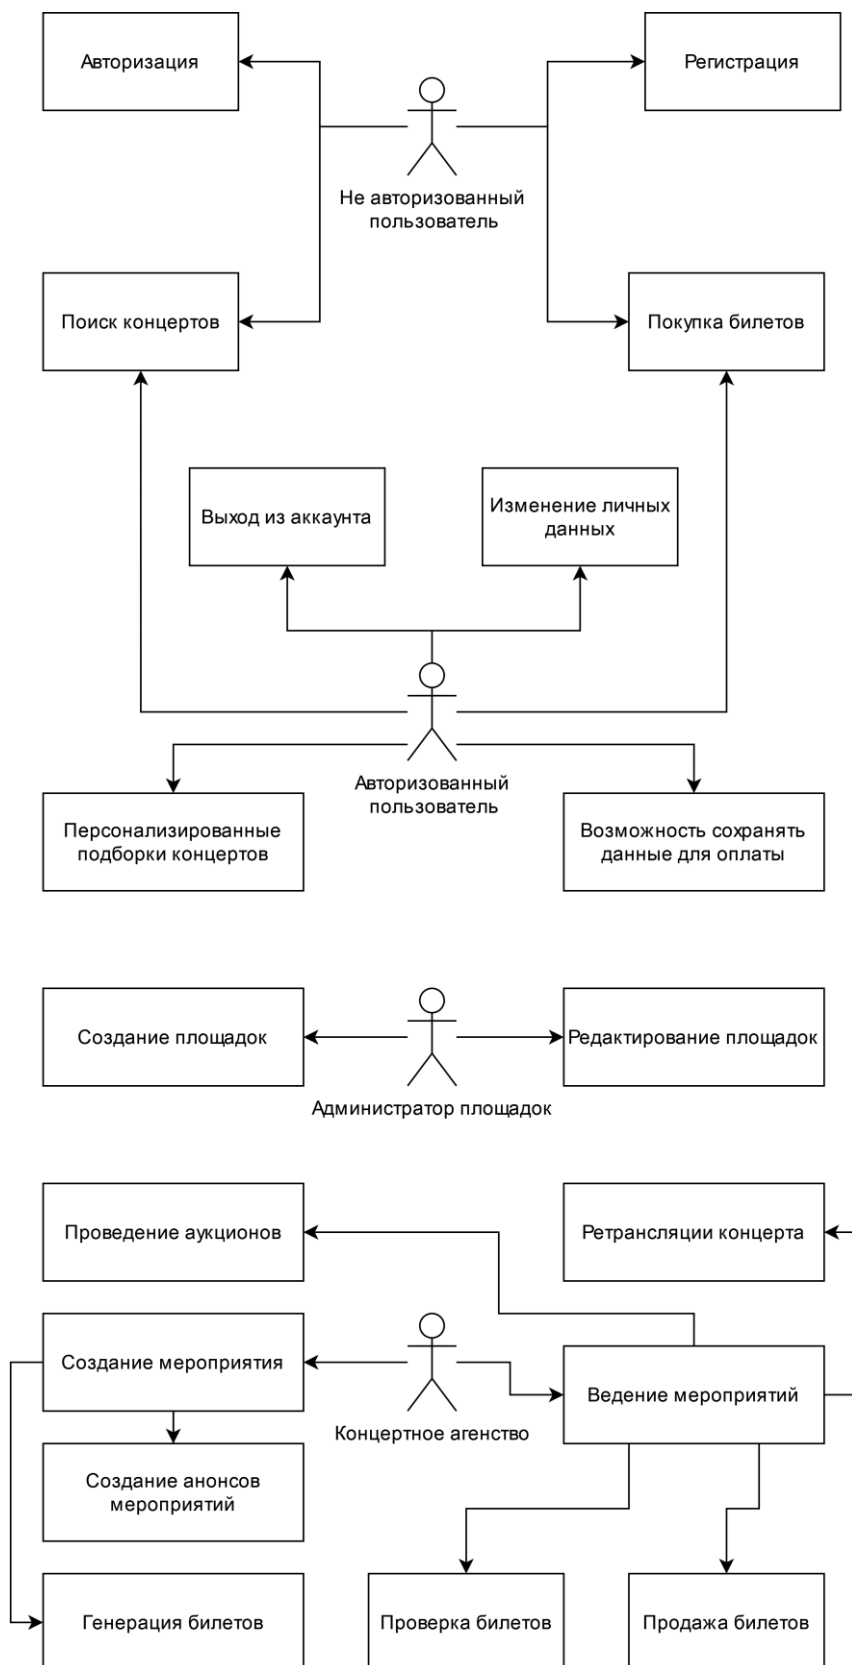 Авторизация
Регистрация
Не авторизованный
пользователь
Поиск концертов
Покупка билетов
Выход из аккаунта
Изменение личных
данных
Авторизованный
пользователь
Персонализированные
подборки концертов
Возможность сохранять
данные для оплаты
Создание площадок
Редактирование площадок
Администратор площадок
Проведение аукционов
Ретрансляции концерта
Создание мероприятия
Ведение мероприятий
Концертное агенство
Создание анонсов
мероприятий
Генерация билетов
Проверка билетов
Продажа билетов